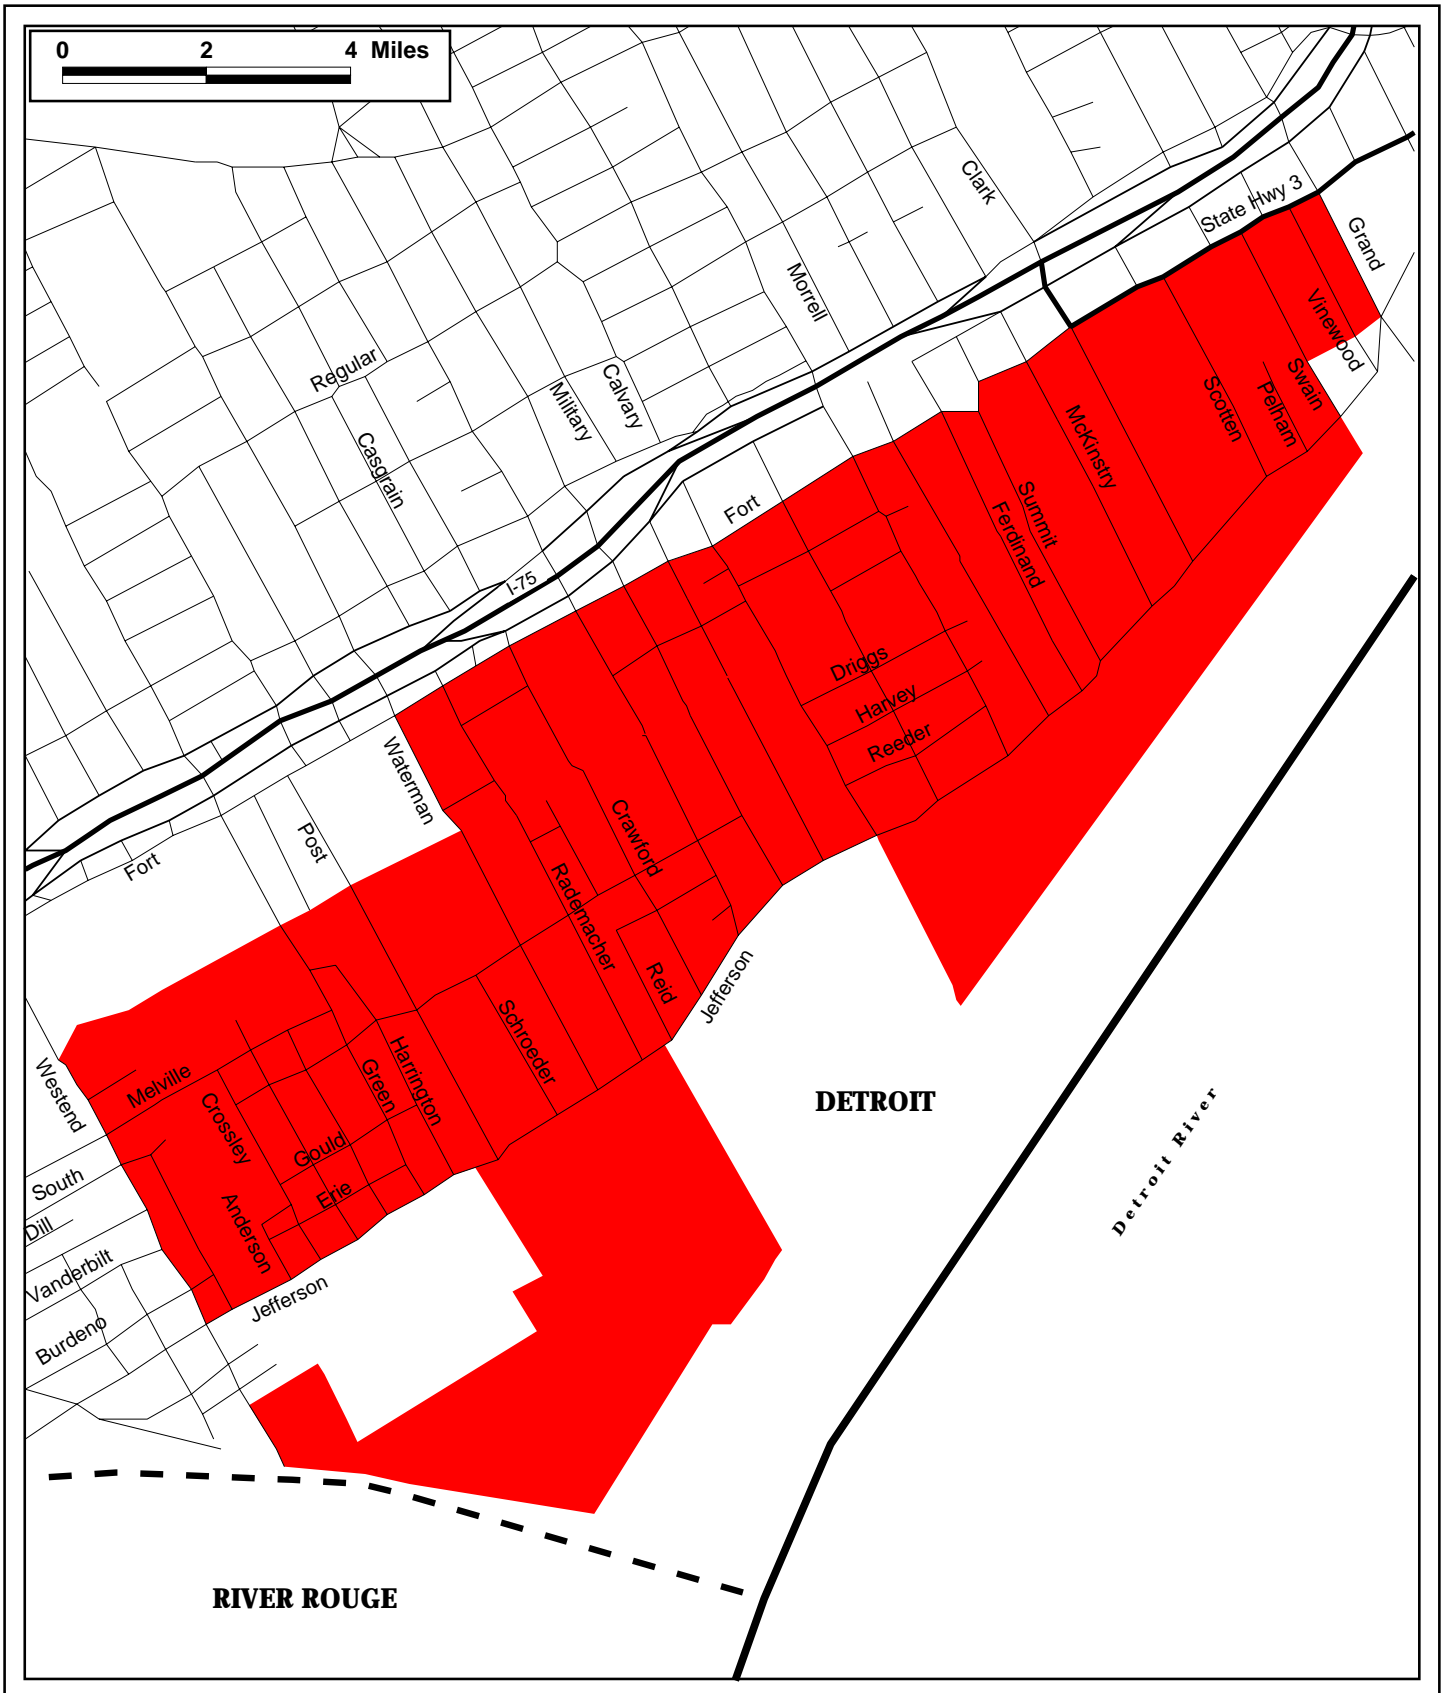 0 2 4 Miles
Clark
State Hwy 3
Grand
Morrell
Vinewood
Regular
Calvary
Military
Swain
Pelham
Scotten
McKinstry
Casgrain
Summit
Ferdinand
Fort
I-75
Driggs
Harvey
Reeder
Waterman
Post
Crawford
Fort
Rademacher
Reid
Jefferson
Schroeder
Harrington
Green
Westend
Melville
Crossley
DETROIT
Detroit River
Gould
South
Erie
Anderson
Dill
Vanderbilt
Jefferson
Burdeno
RIVER ROUGE